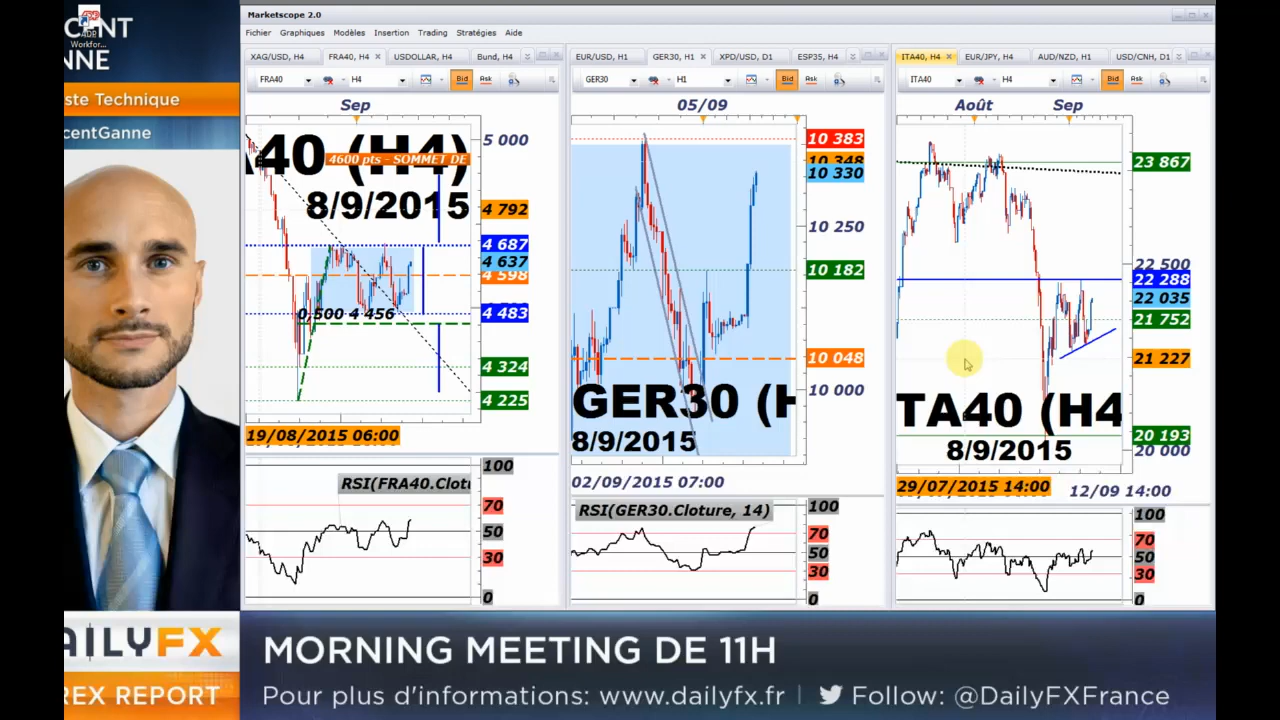 CENT
ANNE
ADP
Workfor...
ste Technique
centGanne
Marketscope 2.0
Fichier Graphiques Modèles Insertion Trading Stratégies Aide
XAG/USD, H4 FRA40, H4 USDOLLAR, H4 Bund, H4
FRA40 H4 Bid Ask
Sep
A40 (H4)
4600 pts - SOMMET DE
8/9/2015
0,500 4 456
5 000
4 792
4 687
4 637
4 598
4 483
4 324
4 225
19/08/2015 06:00
RSI(FRA40.Clotu
100
70
50
30
0
EUR/USD, H1 GER30, H1 XPD/USD, D1 ESP35, H4
GER30 H1 Bid Ask
05/09
10 383
10 348
10 330
10 250
10 182
10 048
10 000
GER30 (H
8/9/2015
02/09/2015 07:00
RSI(GER30.Cloture, 14)
100
70
50
30
0
ITA40, H4 EUR/JPY, H4 AUD/NZD, H1 USD/CNH, D1
ITA40 H4 Bid Ask
Août Sep
23 867
22 500
22 288
22 035
21 752
21 227
20 193
20 000
TA40 (H4
8/9/2015
29/07/2015 14:00 12/09 14:00
100
70
50
30
0
AILYFX
REX REPORT
MORNING MEETING DE 11H
Pour plus d'informations: www.dailyfx.fr | Follow: @DailyFXFrance